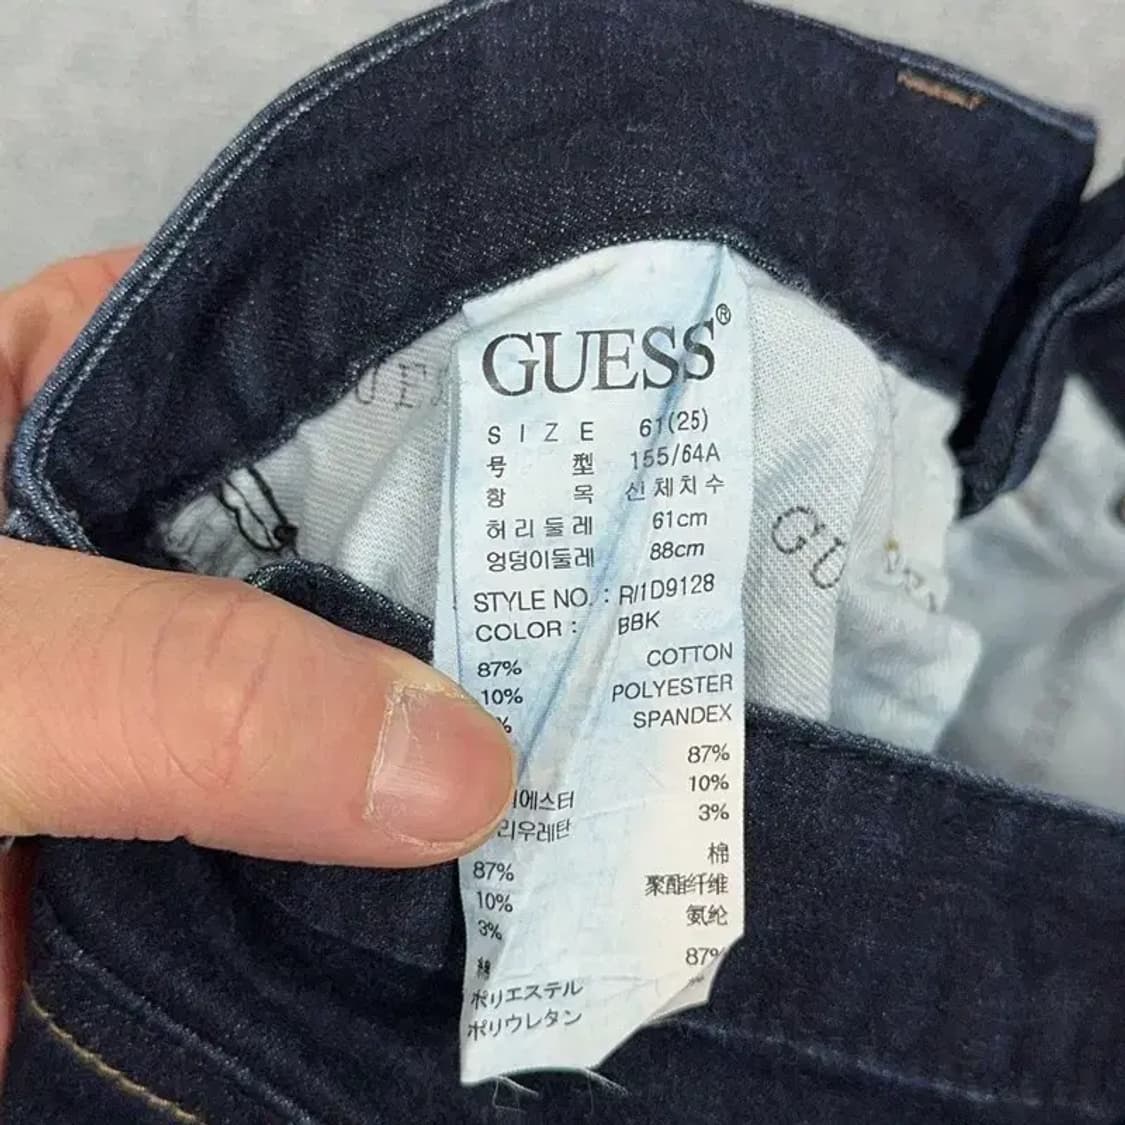 GUESS®
SIZE 61(25)
号型 155/64A
항목 신체치수
허리둘레 61cm
엉덩이둘레 88cm
STYLE NO. : RI1D9128
COLOR : BBK
87% COTTON
10% POLYESTER
% SPANDEX
87%
10%
에스터 3%
리우레탄
87% 棉
10% 聚酯纤维
3% 氨纶
綿 87%
ポリエステル
ポリウレタン
GU